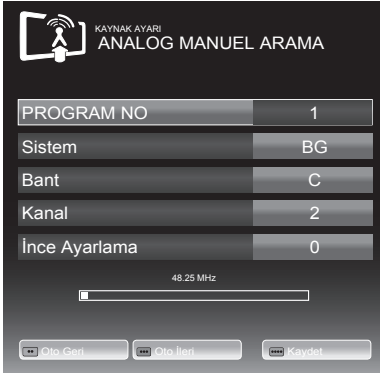 KAYNAK AYARI
ANALOG MANUEL ARAMA
PROGRAM NO 1
Sistem BG
Bant C
Kanal 2
İnce Ayarlama 0
48.25 MHz
Oto Geri Oto İleri Kaydet